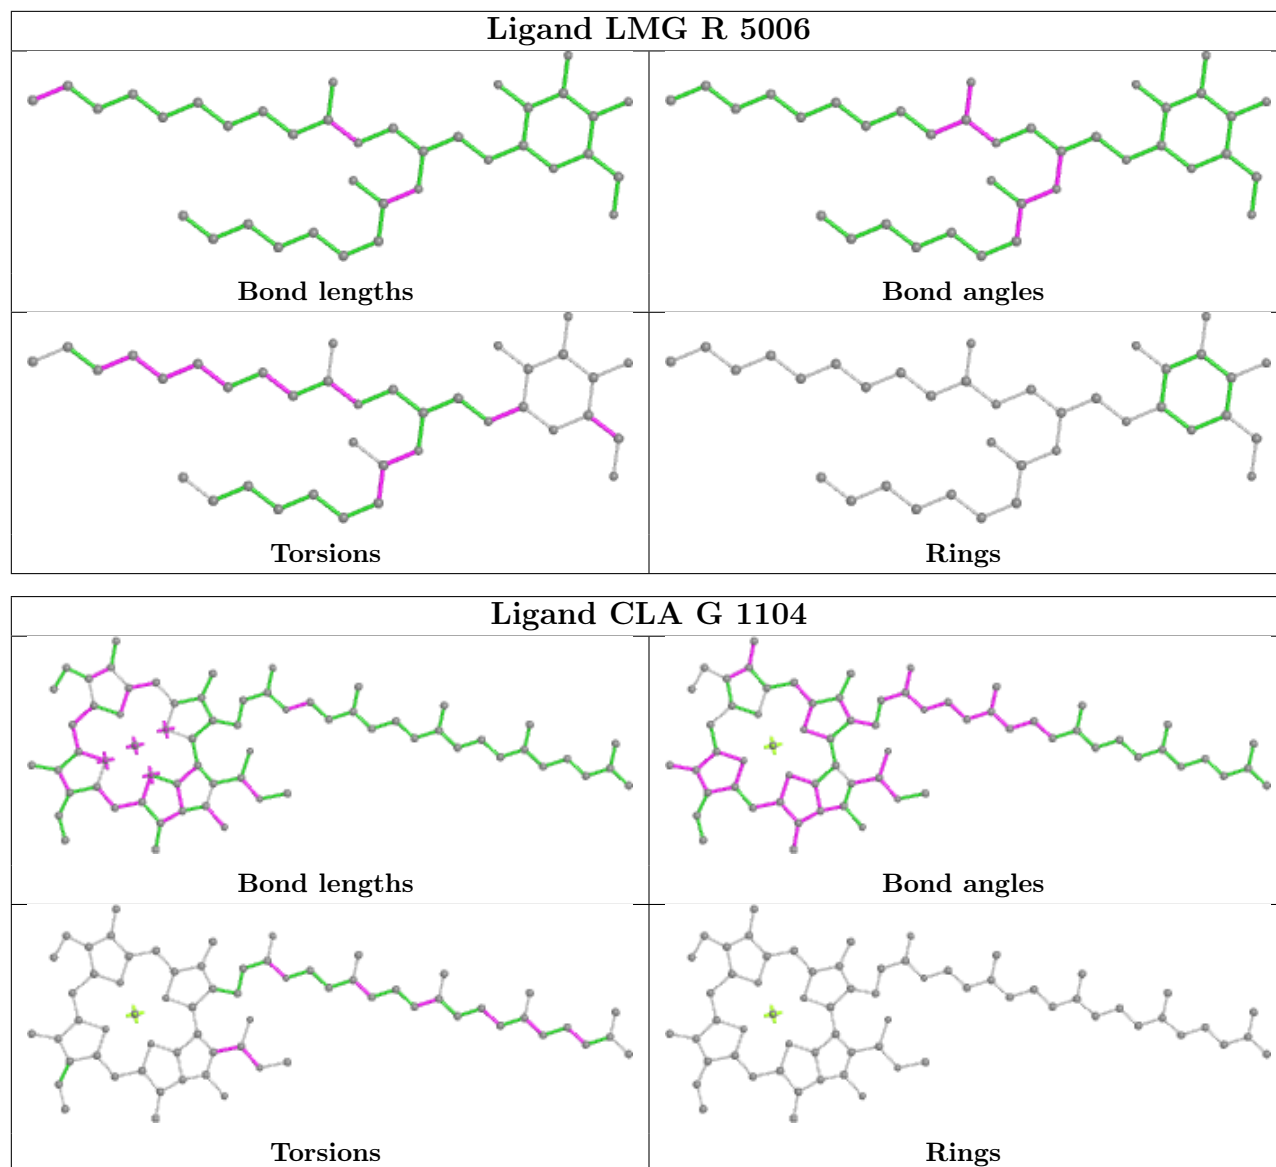 Ligand LMG R 5006
Bond lengths
Bond angles
Torsions
Rings
Ligand CLA G 1104
Bond lengths
Bond angles
Torsions
Rings